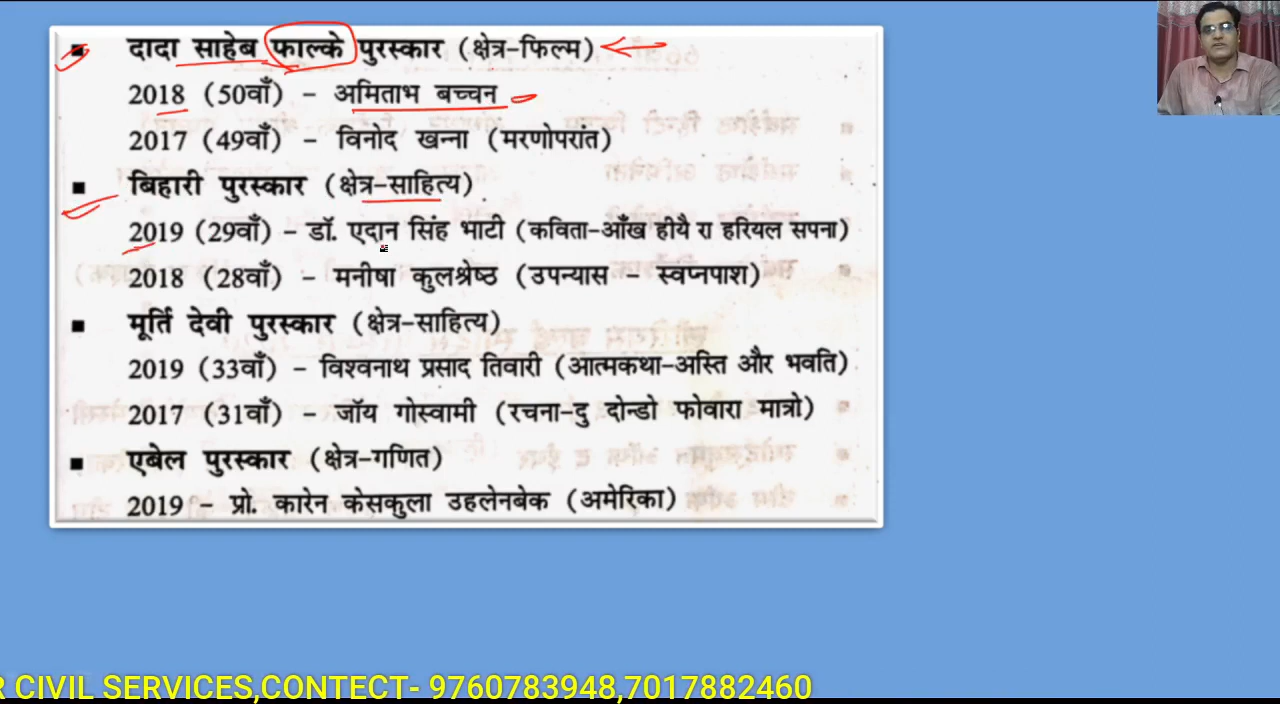 ▪ दादा साहेब फाल्के पुरस्कार (क्षेत्र-फिल्म)
2018 (50वाँ) - अमिताभ बच्चन
2017 (49वाँ) - विनोद खन्ना (मरणोपरांत)
▪ बिहारी पुरस्कार (क्षेत्र-साहित्य)
2019 (29वाँ) - डॉ. एदान सिंह भाटी (कविता-आँख हीयै रा हरियल सपना)
2018 (28वाँ) - मनीषा कुलश्रेष्ठ (उपन्यास - स्वप्नपाश)
▪ मूर्ति देवी पुरस्कार (क्षेत्र-साहित्य)
2019 (33वाँ) - विश्वनाथ प्रसाद तिवारी (आत्मकथा-अस्ति और भवति)
2017 (31वाँ) - जॉय गोस्वामी (रचना-दु दोन्डो फोवारा मात्रो)
▪ एबेल पुरस्कार (क्षेत्र-गणित)
2019 - प्रो. कारेन केसकुला उहलेनबेक (अमेरिका)
R CIVIL SERVICES,CONTECT- 9760783948,7017882460